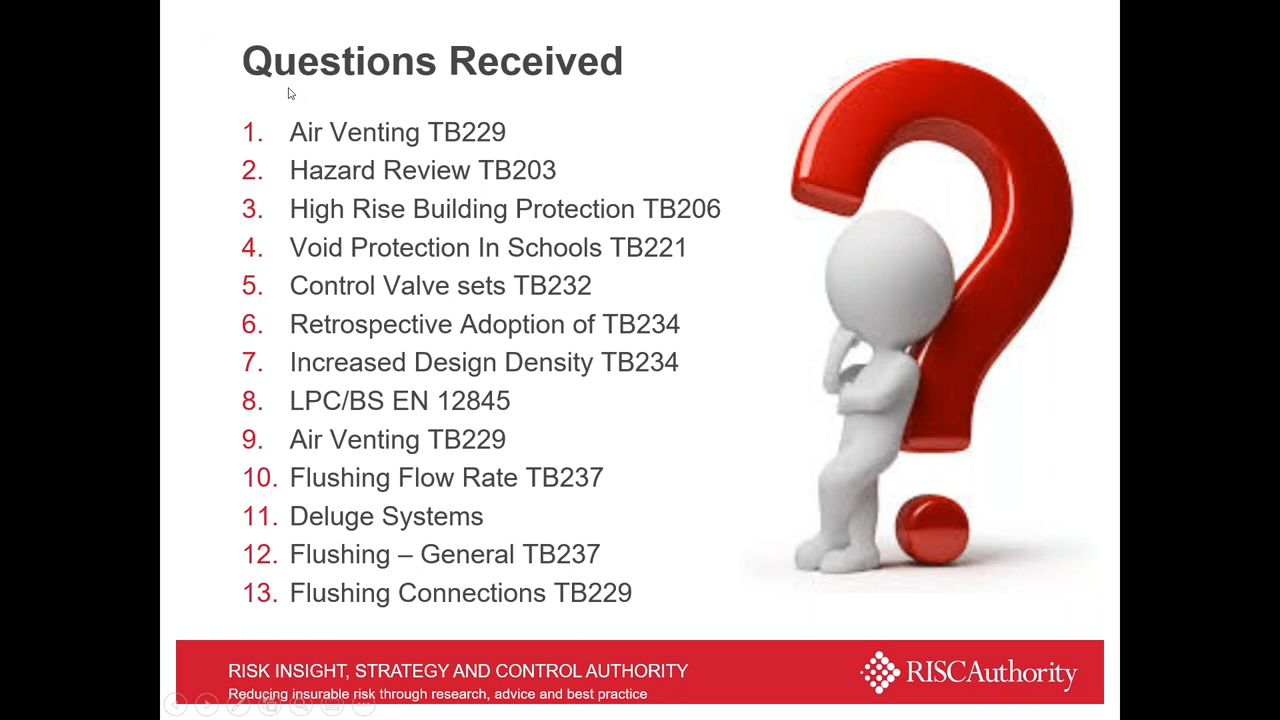 Questions Received
1. Air Venting TB229
2. Hazard Review TB203
3. High Rise Building Protection TB206
4. Void Protection In Schools TB221
5. Control Valve sets TB232
6. Retrospective Adoption of TB234
7. Increased Design Density TB234
8. LPC/BS EN 12845
9. Air Venting TB229
10. Flushing Flow Rate TB237
11. Deluge Systems
12. Flushing – General TB237
13. Flushing Connections TB229
RISK INSIGHT, STRATEGY AND CONTROL AUTHORITY
Reducing insurable risk through research, advice and best practice
RISCAuthority